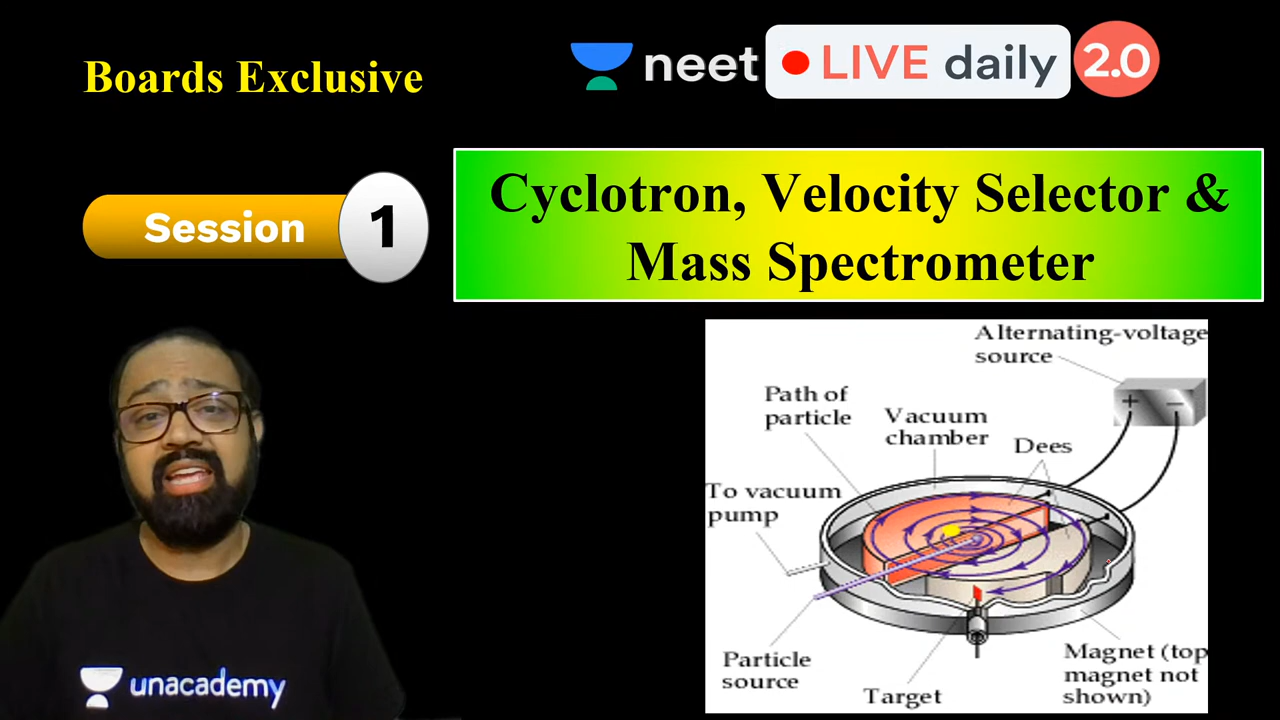 Boards Exclusive
neet LIVE daily 2.0
Session 1
Cyclotron, Velocity Selector &
Mass Spectrometer
Alternating-voltage
source
+ −
Path of
particle
Vacuum
chamber
Dees
To vacuum
pump
Particle
source
Target
Magnet (top
magnet not
shown)
unacademy